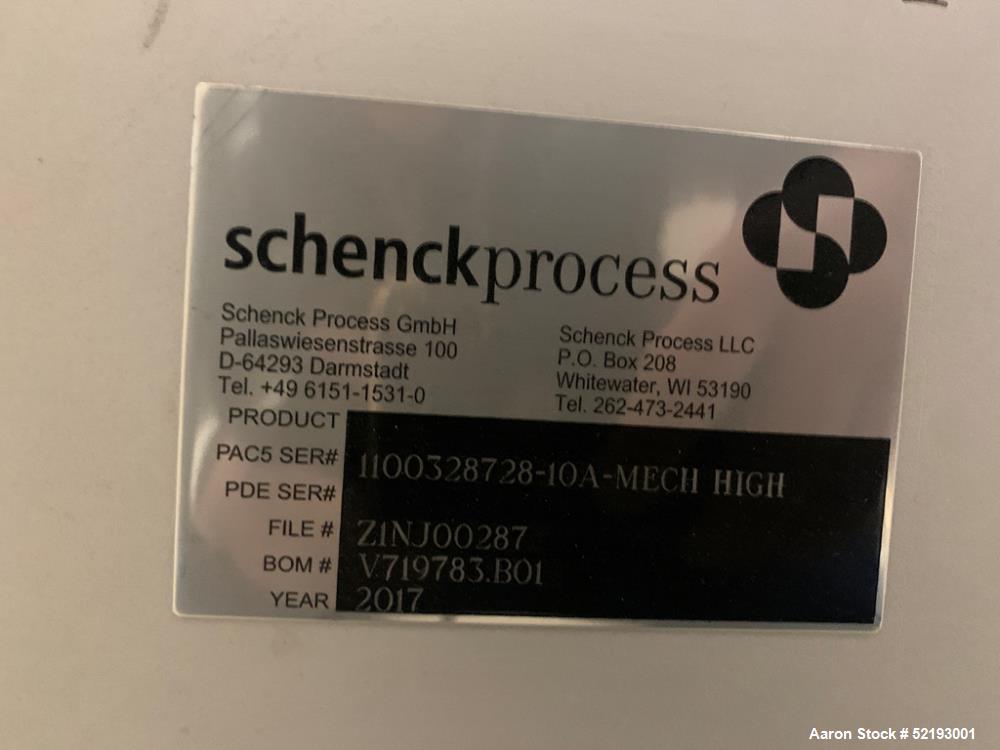 schenckprocess
Schenck Process GmbH
Pallaswiesenstrasse 100
D-64293 Darmstadt
Tel. +49 6151-1531-0
Schenck Process LLC
P.O. Box 208
Whitewater, WI 53190
Tel. 262-473-2441
PRODUCT
PAC5 SER# 1100328728-10A-MECH HIGH
PDE SER#
FILE # Z1NJ00287
BOM # V719783.B01
YEAR 2017
Aaron Stock # 52193001